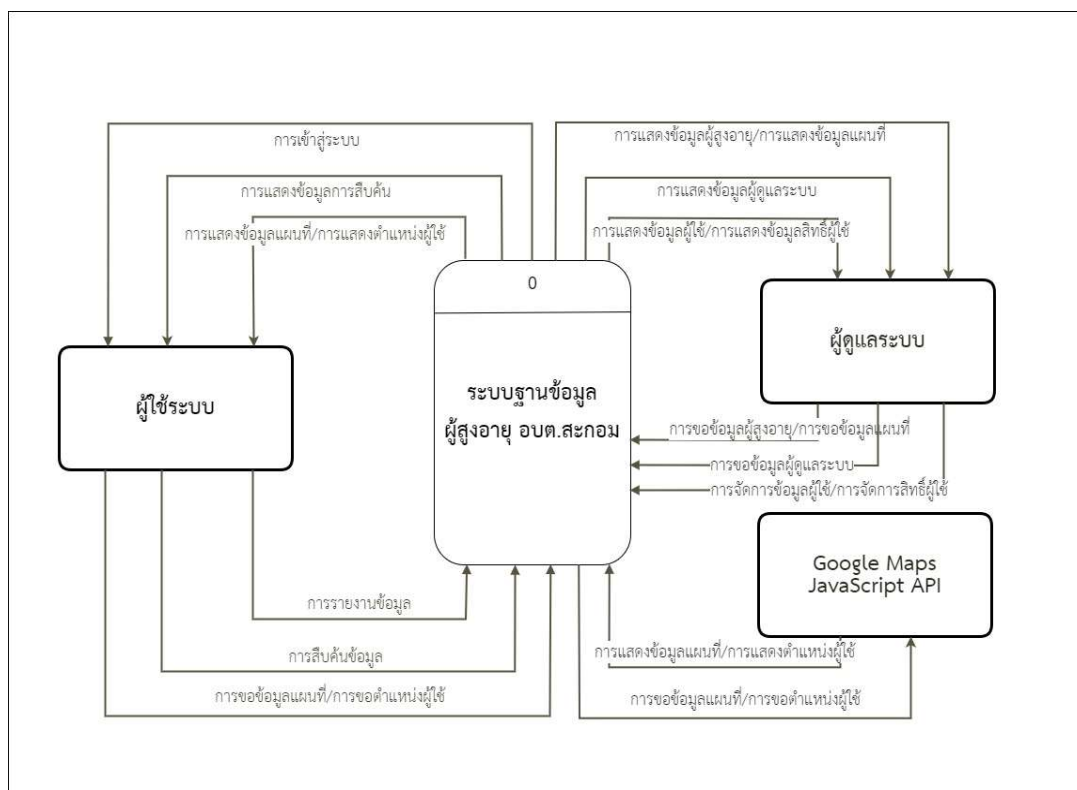 การเข้าสู่ระบบ
การแสดงข้อมูลผู้สูงอายุ/การแสดงข้อมูลแผนที่
การแสดงข้อมูลการสืบค้น
การแสดงข้อมูลผู้ดูแลระบบ
การแสดงข้อมูลแผนที่/การแสดงตำแหน่งผู้ใช้
การแสดงข้อมูลผู้ใช้/การแสดงข้อมูลสิทธิ์ผู้ใช้
0
ผู้ดูแลระบบ
ผู้ใช้ระบบ
ระบบฐานข้อมูล
ผู้สูงอายุ อบต.สะกอม
การขอข้อมูลผู้สูงอายุ/การขอข้อมูลแผนที่
การขอข้อมูลผู้ดูแลระบบ
การจัดการข้อมูลผู้ใช้/การจัดการสิทธิ์ผู้ใช้
Google Maps
JavaScript API
การรายงานข้อมูล
การสืบค้นข้อมูล
การแสดงข้อมูลแผนที่/การแสดงตำแหน่งผู้ใช้
การขอข้อมูลแผนที่/การขอตำแหน่งผู้ใช้
การขอข้อมูลแผนที่/การขอตำแหน่งผู้ใช้